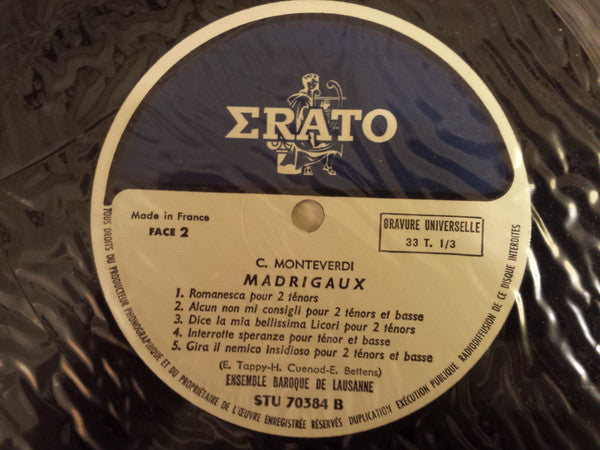 ΣRATO
Made in France
FACE 2
GRAVURE UNIVERSELLE
33 T. 1/3
C. MONTEVERDI
MADRIGAUX
1. Romanesca pour 2 ténors
2. Alcun non mi consigli pour 2 ténors et basse
3. Dice la mia bellissima Licori pour 2 ténors
4. Interrotte speranze pour ténor et basse
5. Gira il nemico insidioso pour 2 ténors et basse
(E. Tappy-H. Cuenod-E. Bettens)
ENSEMBLE BAROQUE DE LAUSANNE
STU 70384 B
TOUS DROITS DU PRODUCTEUR PHONOGRAPHIQUE ET DU PROPRIÉTAIRE DE L'ŒUVRE ENREGISTRÉE RÉSERVÉS DUPLICATION EXÉCUTION PUBLIQUE RADIODIFFUSION DE CE DISQUE INTERDITES